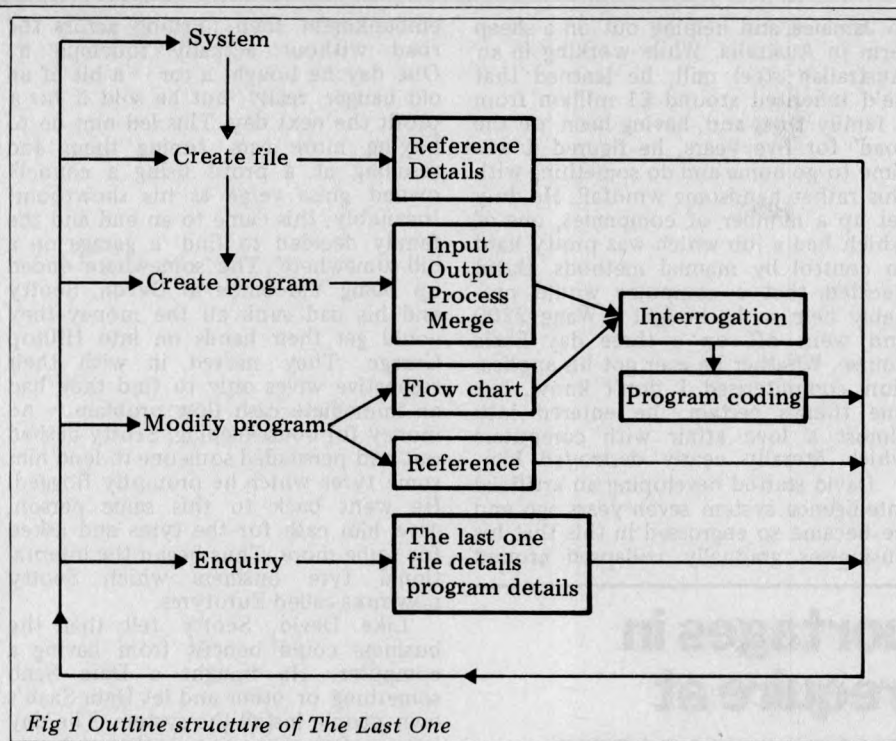 System
Create file
Reference
Details
Create program
Input
Output
Process
Merge
Interrogation
Flow chart
Program coding
Modify program
Reference
Enquiry
The last one
file details
program details
Fig 1 Outline structure of The Last One